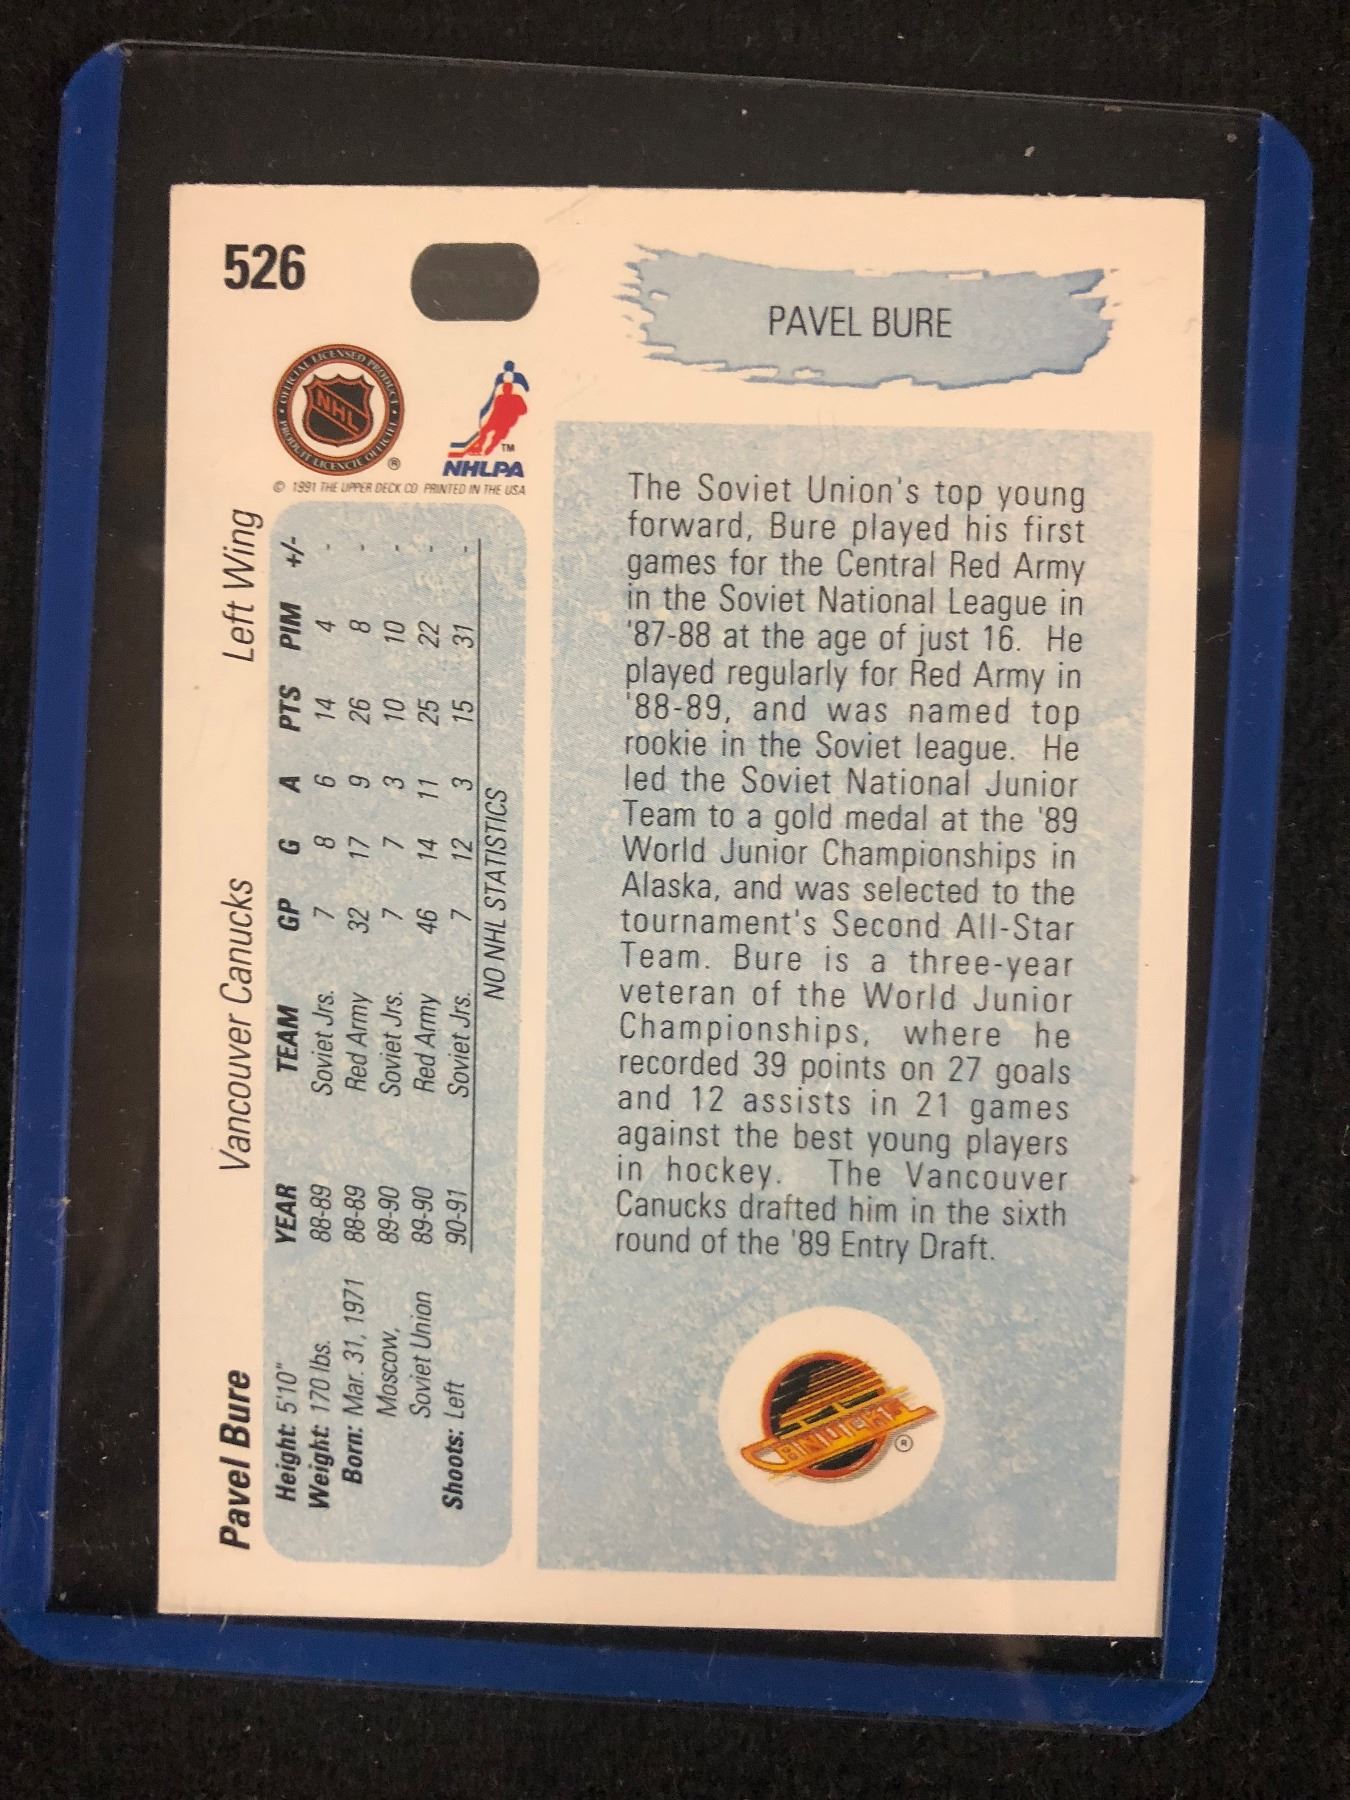 526
PAVEL BURE
OFFICIAL LICENSED PRODUCT
NHL
PRODUIT LICENCIE OFFICIEL
®
TM
NHLPA
© 1991 THE UPPER DECK CO PRINTED IN THE USA
Pavel Bure Vancouver Canucks Left Wing
Height: 5'10"
Weight: 170 lbs.
Born: Mar. 31, 1971
Moscow,
Soviet Union
Shoots: Left
YEAR TEAM GP G A PTS PIM +/-
88-89 Soviet Jrs. 7 8 6 14 4 -
88-89 Red Army 32 17 9 26 8 -
89-90 Soviet Jrs. 7 7 3 10 10 -
89-90 Red Army 46 14 11 25 22 -
90-91 Soviet Jrs. 7 12 3 15 31 -
NO NHL STATISTICS
The Soviet Union's top young
forward, Bure played his first
games for the Central Red Army
in the Soviet National League in
'87-88 at the age of just 16. He
played regularly for Red Army in
'88-89, and was named top
rookie in the Soviet league. He
led the Soviet National Junior
Team to a gold medal at the '89
World Junior Championships in
Alaska, and was selected to the
tournament's Second All-Star
Team. Bure is a three-year
veteran of the World Junior
Championships, where he
recorded 39 points on 27 goals
and 12 assists in 21 games
against the best young players
in hockey. The Vancouver
Canucks drafted him in the sixth
round of the '89 Entry Draft.
CANUCKS
®